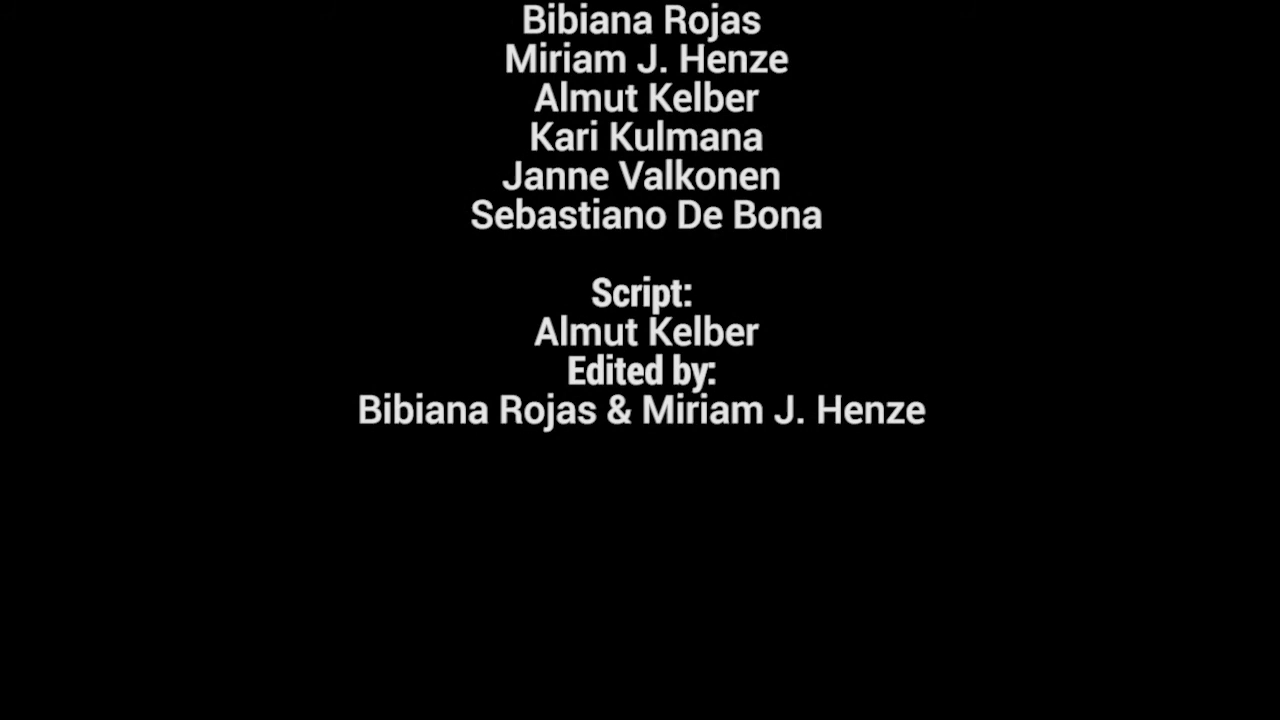 Bibiana Rojas
Miriam J. Henze
Almut Kelber
Kari Kulmana
Janne Valkonen
Sebastiano De Bona
Script:
Almut Kelber
Edited by:
Bibiana Rojas & Miriam J. Henze